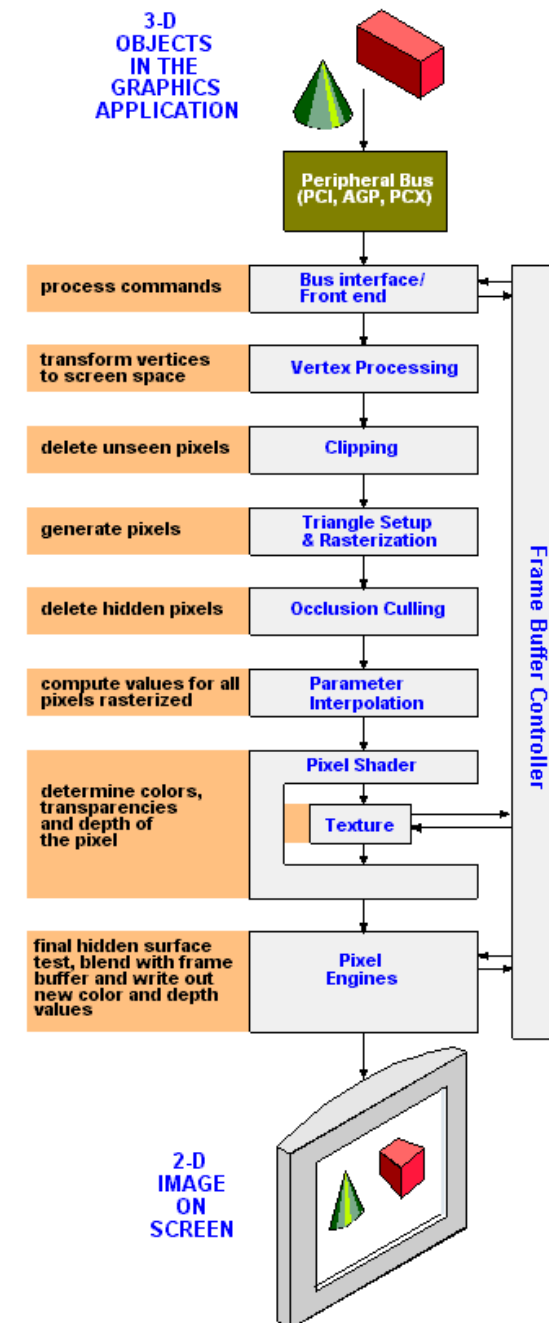 3-D
OBJECTS
IN THE
GRAPHICS
APPLICATION
Peripheral Bus
(PCI, AGP, PCX)
process commands
Bus interface/
Front end
transform vertices
to screen space
Vertex Processing
delete unseen pixels
Clipping
generate pixels
Triangle Setup
& Rasterization
delete hidden pixels
Occlusion Culling
compute values for all
pixels rasterized
Parameter
Interpolation
determine colors,
transparencies
and depth of
the pixel
Pixel Shader
Texture
final hidden surface
test, blend with frame
buffer and write out
new color and depth
values
Pixel
Engines
Frame Buffer Controller
2-D
IMAGE
ON
SCREEN